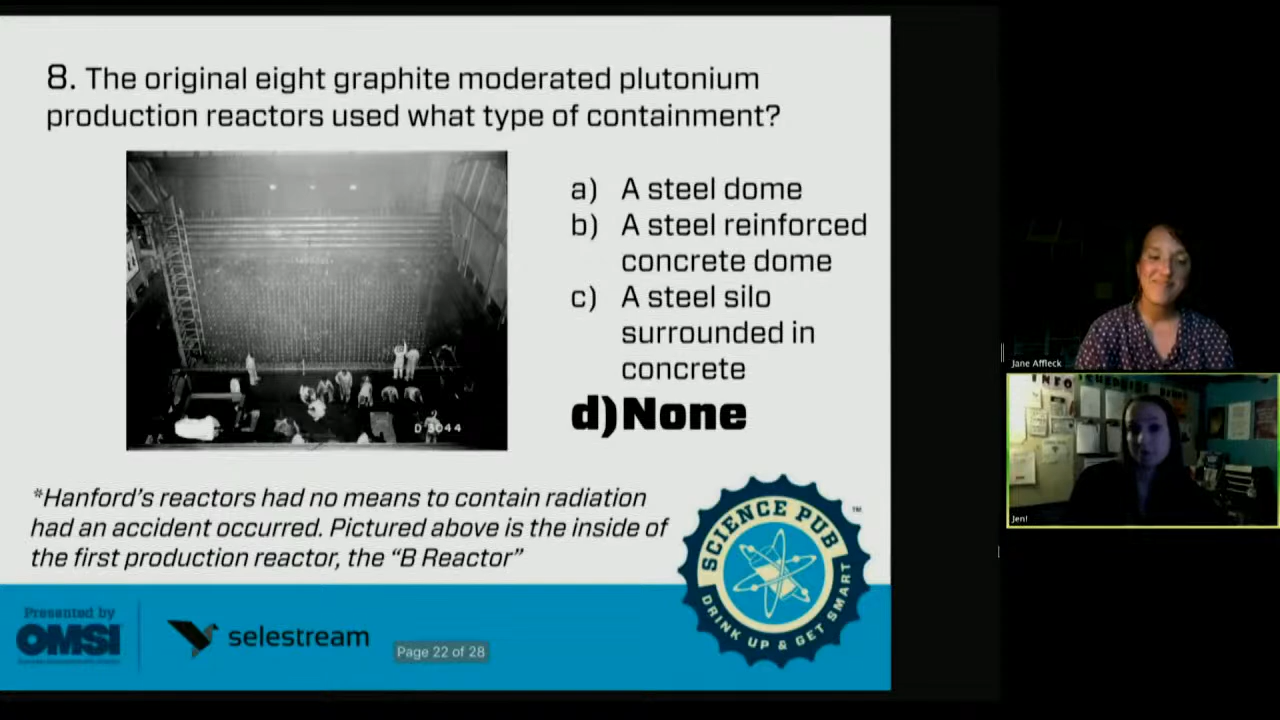 8. The original eight graphite moderated plutonium
production reactors used what type of containment?
a) A steel dome
b) A steel reinforced
concrete dome
c) A steel silo
surrounded in
concrete
d) None
D 3044
*Hanford's reactors had no means to contain radiation
had an accident occurred. Pictured above is the inside of
the first production reactor, the "B Reactor"
SCIENCE PUB
™
DRINK UP & GET SMART
Presented by
OMSI
selestream
Page 22 of 28
Jane Affleck
INFO
Jen!